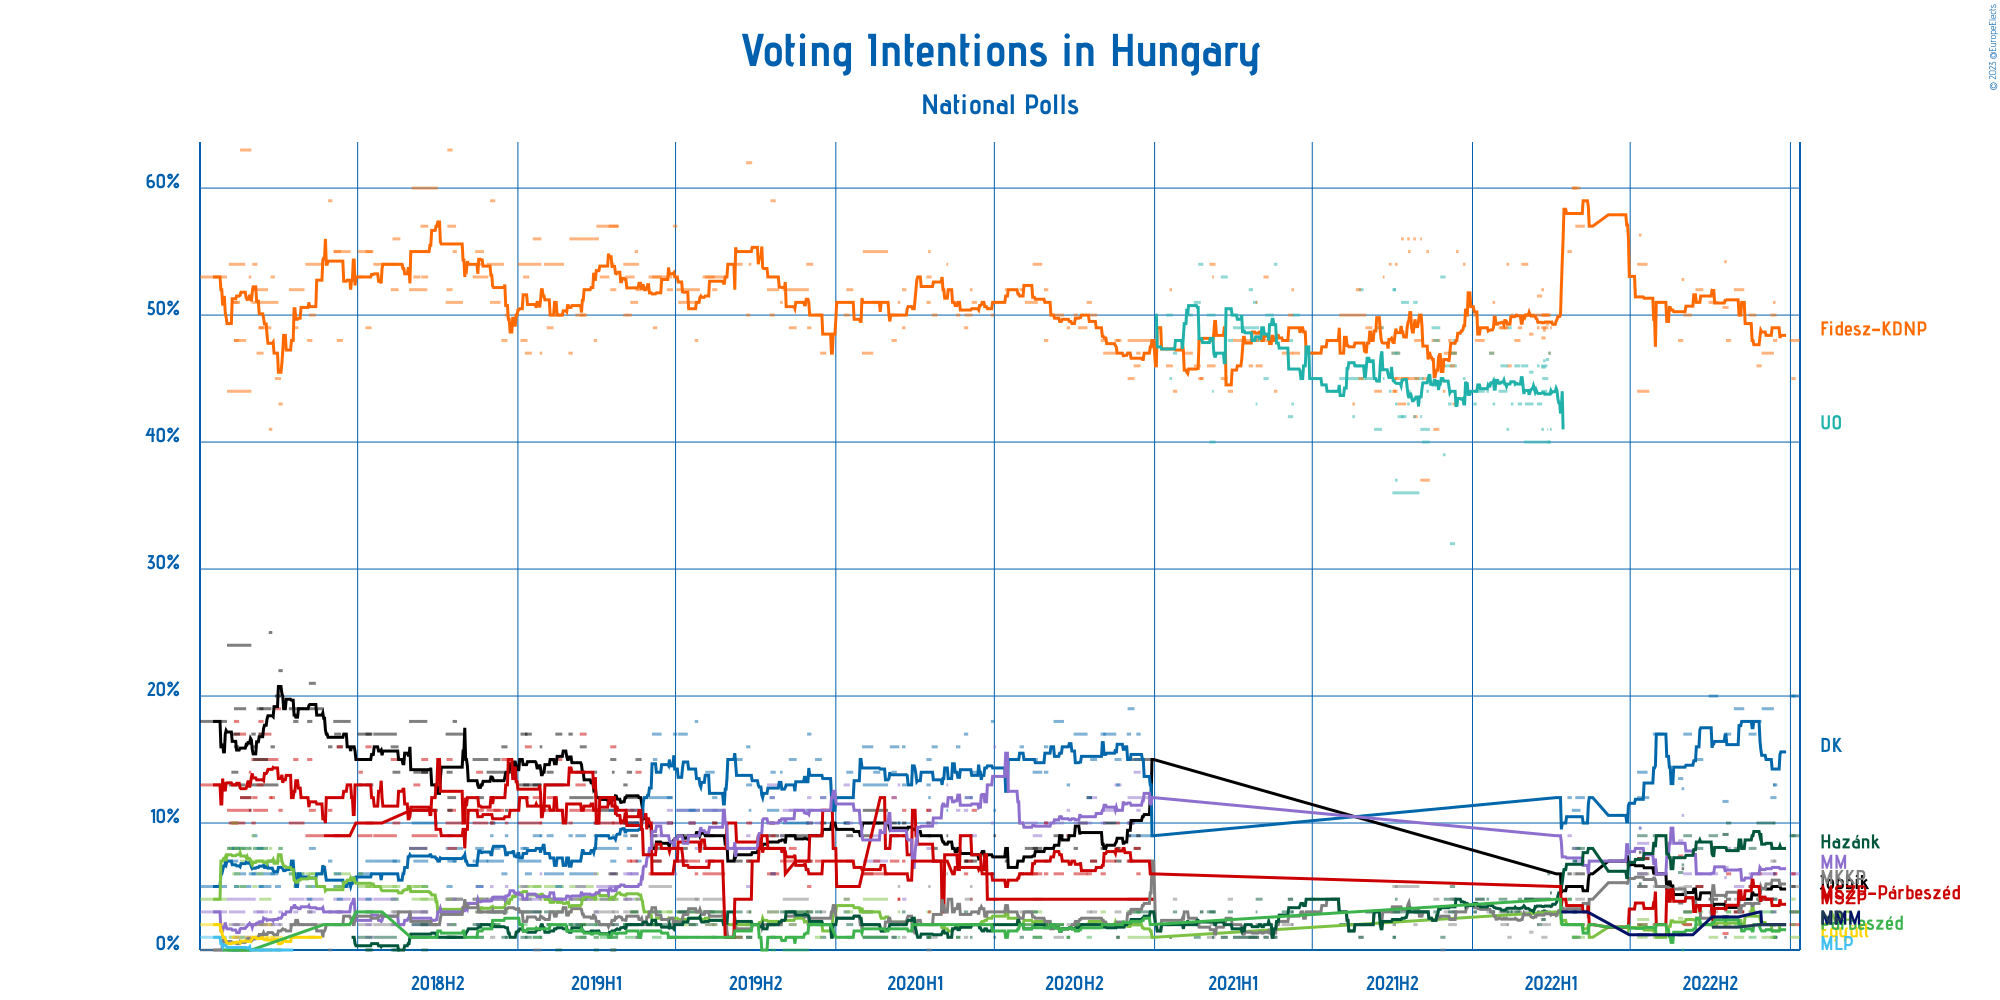 © 2023 @EuropeElects
Voting Intentions in Hungary
National Polls
60%
50%
40%
30%
20%
10%
0%
Fidesz-KDNP
UO
DK
Hazánk
MM
MKKP
Jobbik
MSZP-Párbeszéd
MSZP
Párbeszéd
MLP
2018H2
2019H1
2019H2
2020H1
2020H2
2021H1
2021H2
2022H1
2022H2